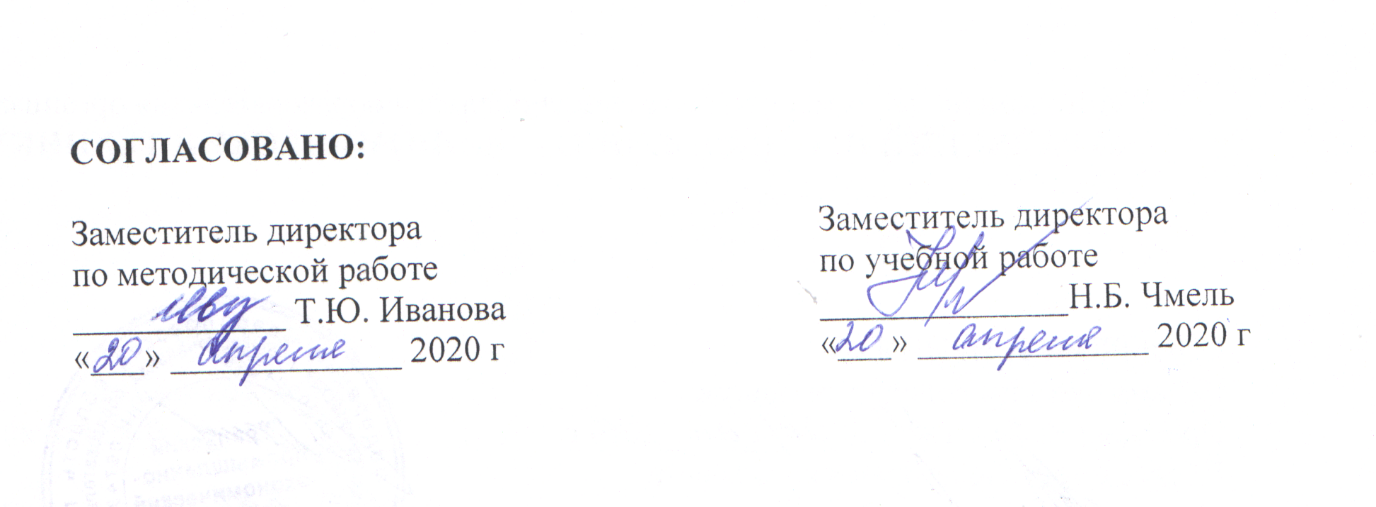 СОГЛАСОВАНО:
Заместитель директора
по методической работе
Т.Ю. Иванова
«20» апреля 2020 г
Заместитель директора
по учебной работе
Н.Б. Чмель
«20» апреля 2020 г